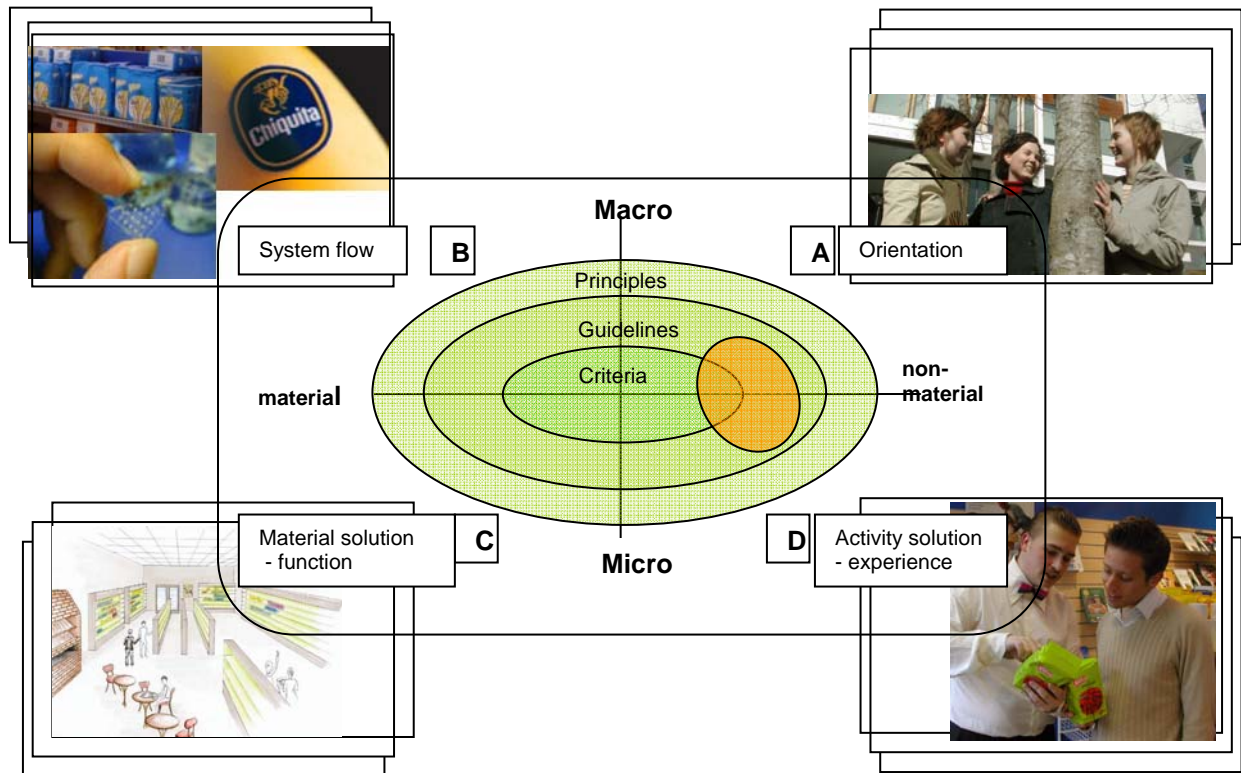 Chiquita
Macro
System flow
B
A
Orientation
Principles
Guidelines
Criteria
material
non-
material
Material solution
- function
C
Micro
D
Activity solution
- experience